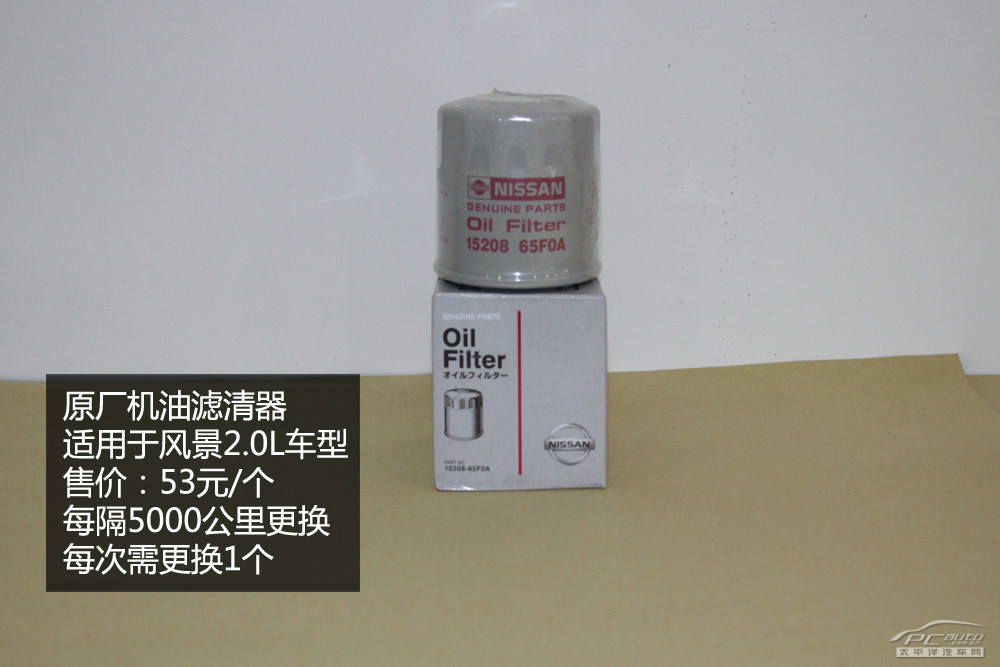 NISSAN
GENUINE PARTS
Oil Filter
15208 65F0A
GENUINE PARTS
Oil
Filter
オイルフィルター
NISSAN
PART NO.
15208-65F0A
原厂机油滤清器
适用于风景2.0L车型
售价：53元/个
每隔5000公里更换
每次需更换1个
PCauto
太平洋汽车网